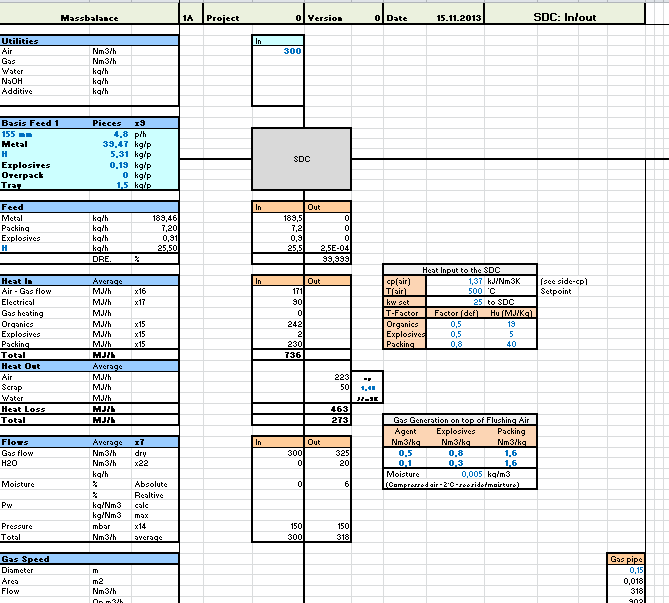 Massbalance 1A Project 0 Version 0 Date 15.11.2013 SDC: In/out
Utilities In
Air Nm3/h 300
Gas Nm3/h
Water kg/h
NaOH kg/h
Additive kg/h
Basis Feed 1 Pieces x9
155 mm 4,8 p/h
Metal 39,47 kg/p
H 5,31 kg/p
Explosives 0,19 kg/p
Overpack 0 kg/p
Tray 1,5 kg/p
SDC
Feed In Out
Metal kg/h 189,46 189,5 0
Packing kg/h 7,20 7,2 0
Explosives kg/h 0,91 0,9 0
H kg/h 25,50 25,5 2,5E-04
DRE. % 99,999
Heat In Average In Out
Air - Gas flow MJ/h x16 171
Electrical MJ/h x17 90
Gas heating MJ/h 0
Organics MJ/h x15 242
Explosives MJ/h x15 2
Packing MJ/h x15 230
Total MJ/h 736
Heat Input to the SDC
cp(air) 1,37 kJ/Nm3K (see side-cp)
T(air) 500 °C Setpoint
kw set 25 to SDC
T-Factor Factor (def) Hu (MJ/Kg)
Organics 0,5 19
Explosives 0,5 5
Packing 0,8 40
Heat Out Average
Air MJ/h 223 cp
Scrap MJ/h 50
Water MJ/h
Heat Loss MJ/h 463
Total MJ/h 273
Gas Generation on top of Flushing Air
Agent Explosives Packing
Nm3/kg Nm3/kg Nm3/kg
0,5 0,8 1,6
0,1 0,3 1,6
Moisture 0,005 kg/m3
(Compressed air -2°C -see side/moisture)
Flows Average x7 In Out
Gas flow Nm3/h dry 300 325
H2O Nm3/h x22 0 20
kg/h
Moisture % Absolute 0 6
% Realtive
Pw kg/Nm3 calc
kg/Nm3 max
Pressure mbar x14 150 150
Total Nm3/h average 300 318
Gas Speed Gas pipe
Diameter m 0,15
Area m2 0,018
Flow Nm3/h 318
Op m3/h 902